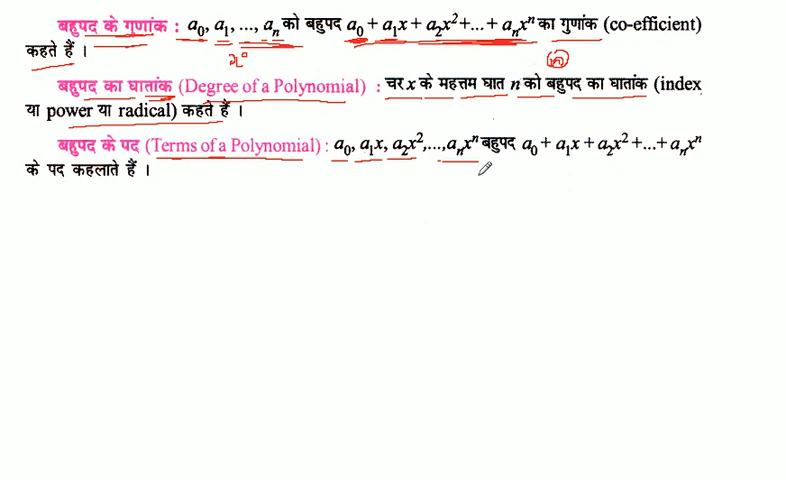 बहुपद के गुणांक : a₀, a₁, ..., aₙ को बहुपद a₀ + a₁x + a₂x² +...+ aₙxⁿ का गुणांक (co-efficient)
कहते हैं ।
x⁰
बहुपद का घातांक (Degree of a Polynomial) : चर x के महत्तम घात n को बहुपद का घातांक (index
या power या radical) कहते हैं ।
बहुपद के पद (Terms of a Polynomial) : a₀, a₁x, a₂x²,...,aₙxⁿ बहुपद a₀ + a₁x + a₂x² +...+ aₙxⁿ
के पद कहलाते हैं ।